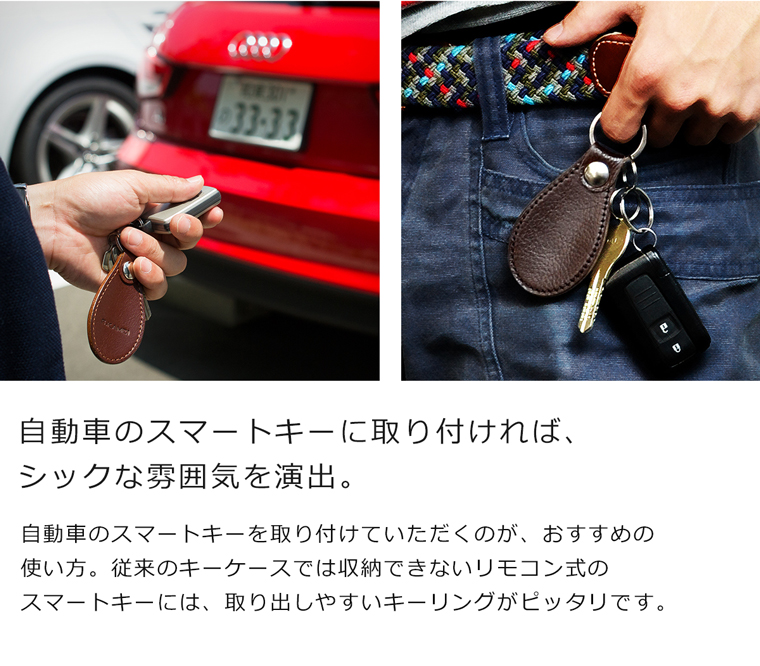 33-33
自動車のスマートキーに取り付ければ、
シックな雰囲気を演出。
自動車のスマートキーを取り付けていただくのが、おすすめの
使い方。従来のキーケースでは収納できないリモコン式の
スマートキーには、取り出しやすいキーリングがピッタリです。